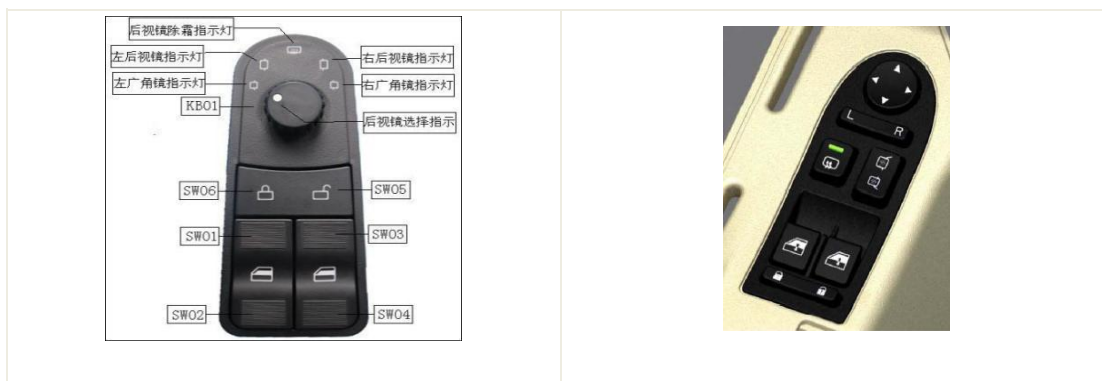 后视镜除霜指示灯
左后视镜指示灯
右后视镜指示灯
左广角镜指示灯
右广角镜指示灯
KB01
后视镜选择指示
SW06
SW05
SW01
SW03
SW02
SW04
L
R